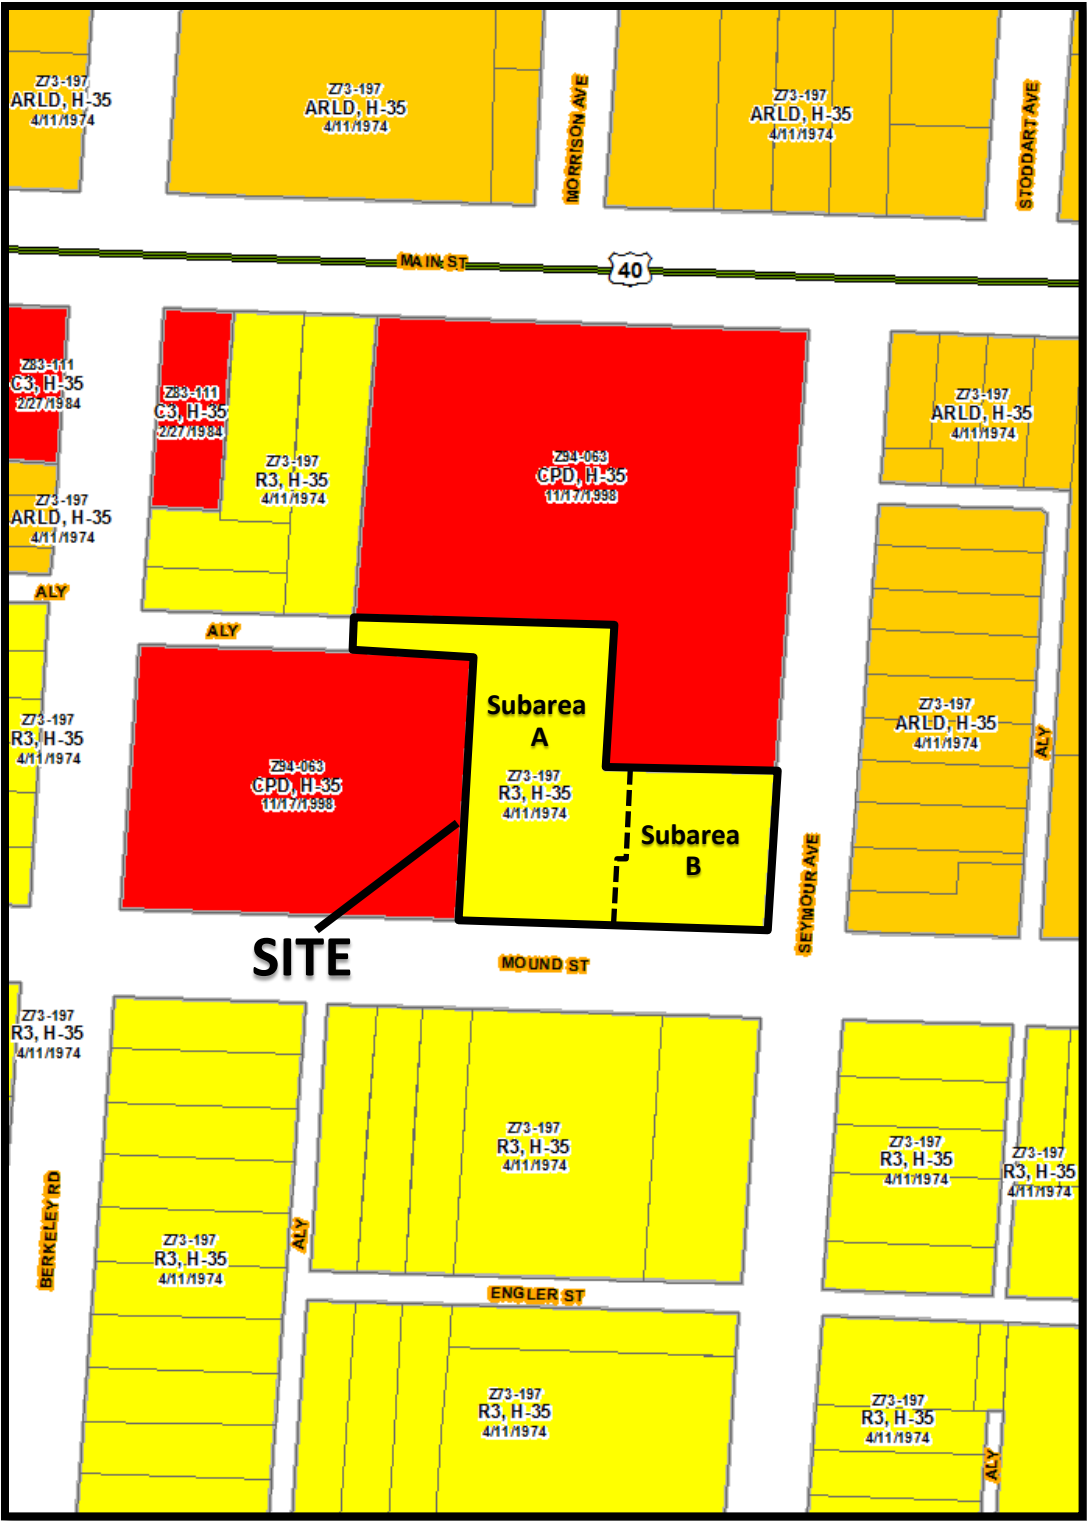 Z73-197
ARLD, H-35
4/11/1974
Z73-197
ARLD, H-35
4/11/1974
MORRISON AVE
Z73-197
ARLD, H-35
4/11/1974
STODDART AVE
MAIN ST
40
Z83-111
C3, H-35
2/27/1984
Z83-111
C3, H-35
2/27/1984
Z73-197
R3, H-35
4/11/1974
Z94-063
CPD, H-35
11/17/1998
Z73-197
ARLD, H-35
4/11/1974
Z73-197
ARLD, H-35
4/11/1974
ALY
ALY
Z73-197
R3, H-35
4/11/1974
Z94-063
CPD, H-35
11/17/1998
Subarea
A
Z73-197
R3, H-35
4/11/1974
Subarea
B
Z73-197
ARLD, H-35
4/11/1974
ALY
SEYMOUR AVE
SITE
MOUND ST
Z73-197
R3, H-35
4/11/1974
BERKELEY RD
Z73-197
R3, H-35
4/11/1974
ALY
Z73-197
R3, H-35
4/11/1974
Z73-197
R3, H-35
4/11/1974
Z73-197
R3, H-35
4/11/1974
ENGLER ST
Z73-197
R3, H-35
4/11/1974
Z73-197
R3, H-35
4/11/1974
ALY